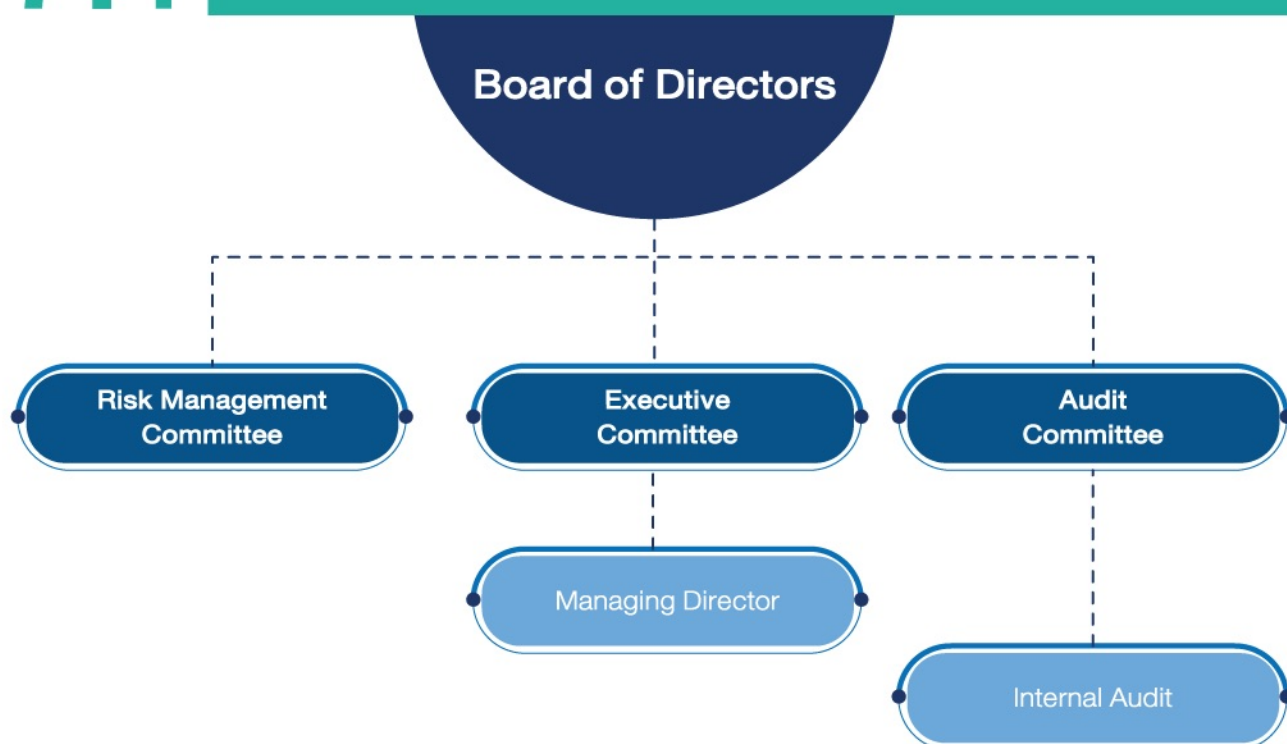 Board of Directors
Risk Management
Committee
Executive
Committee
Audit
Committee
Managing Director
Internal Audit